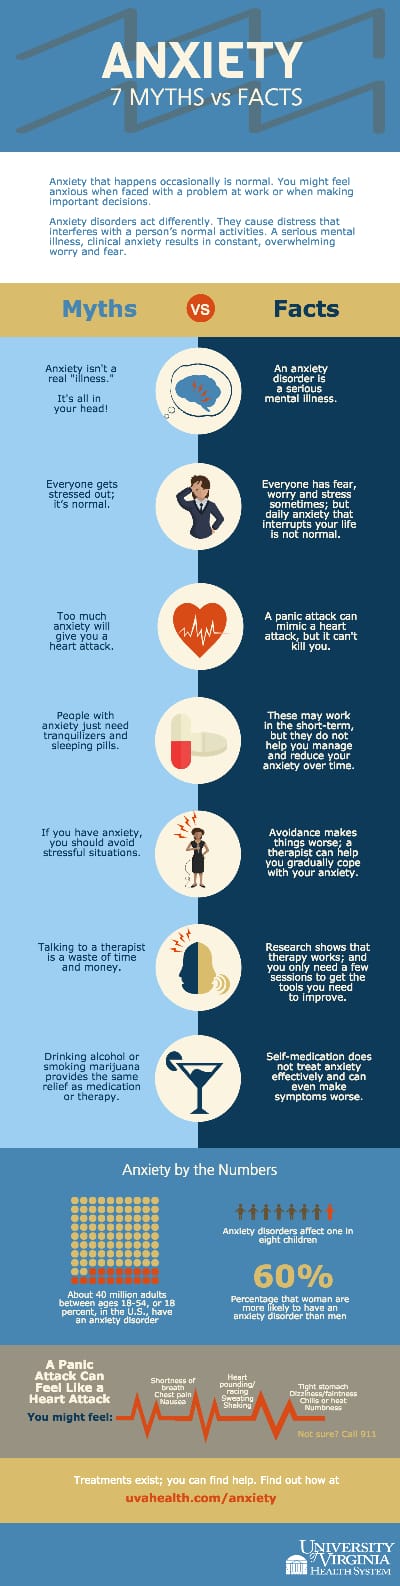 ANXIETY
7 MYTHS vs FACTS
Anxiety that happens occasionally is normal. You might feel
anxious when faced with a problem at work or when making
important decisions.
Anxiety disorders act differently. They cause distress that
interferes with a person's normal activities. A serious mental
illness, clinical anxiety results in constant, overwhelming
worry and fear.
Myths
VS
Facts
Anxiety isn't a
real "illness."
It's all in
your head!
An anxiety
disorder is
a serious
mental illness.
Everyone gets
stressed out;
it's normal.
Everyone has fear,
worry and stress
sometimes; but
daily anxiety that
interrupts your life
is not normal.
Too much
anxiety will
give you a
heart attack.
A panic attack can
mimic a heart
attack, but it can't
kill you.
People with
anxiety just need
tranquilizers and
sleeping pills.
These may work
in the short-term,
but they do not
help you manage
and reduce your
anxiety over time.
If you have anxiety,
you should avoid
stressful situations.
Avoidance makes
things worse; a
therapist can help
you gradually cope
with your anxiety.
Talking to a therapist
is a waste of time
and money.
Research shows that
therapy works; and
you only need a few
sessions to get the
tools you need
to improve.
Drinking alcohol or
smoking marijuana
provides the same
relief as medication
or therapy.
Self-medication does
not treat anxiety
effectively and can
even make
symptoms worse.
Anxiety by the Numbers
About 40 million adults
between ages 18-54, or 18
percent, in the U.S., have
an anxiety disorder
Anxiety disorders affect one in
eight children
60%
Percentage that woman are
more likely to have an
anxiety disorder than men
A Panic
Attack Can
Feel Like a
Heart Attack
You might feel:
Shortness of
breath
Chest pain
Nausea
Heart
pounding/
racing
Sweating
Shaking
Tight stomach
Dizziness/faintness
Chills or heat
Numbness
Not sure? Call 911
Treatments exist; you can find help. Find out how at
uvahealth.com/anxiety
UNIVERSITY
of VIRGINIA
HEALTH SYSTEM